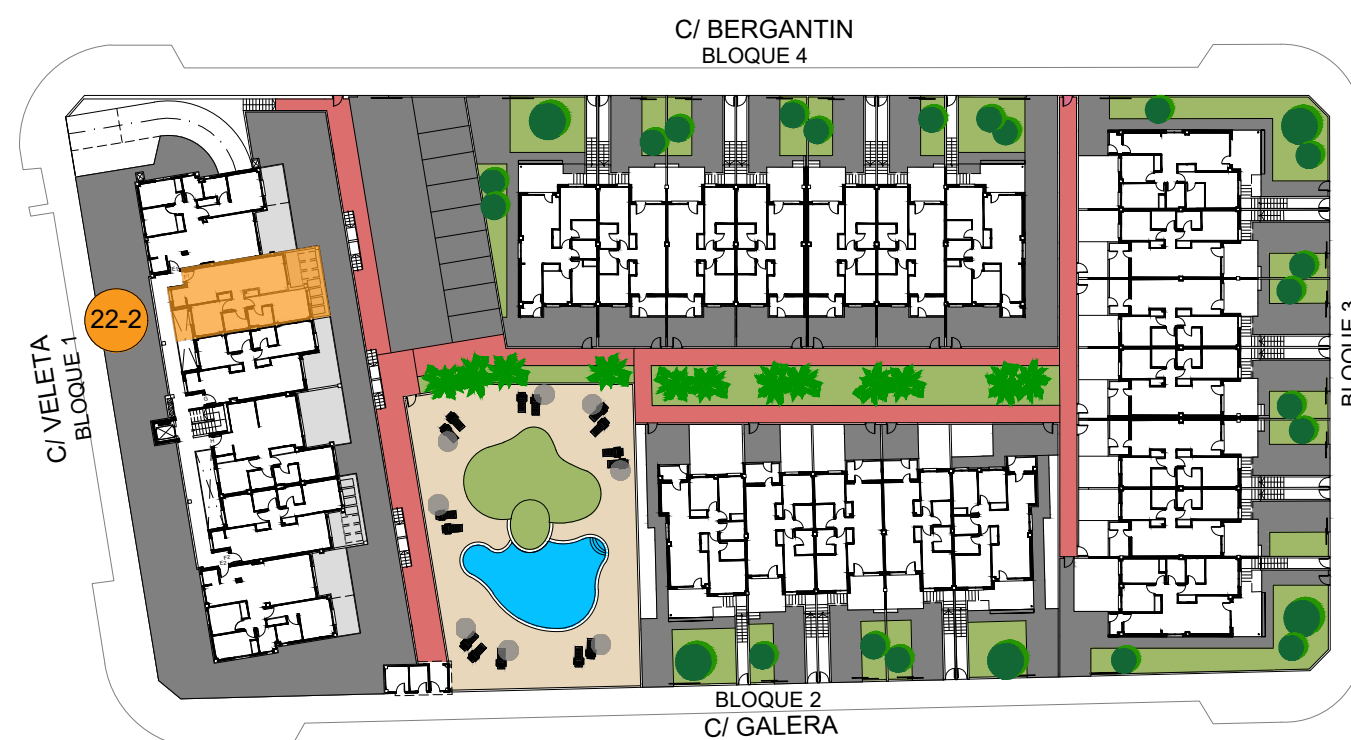 C/ BERGANTIN
BLOQUE 4
22-2
C/ VELETA
BLOQUE 1
BLOQUE 3
BLOQUE 2
C/ GALERA